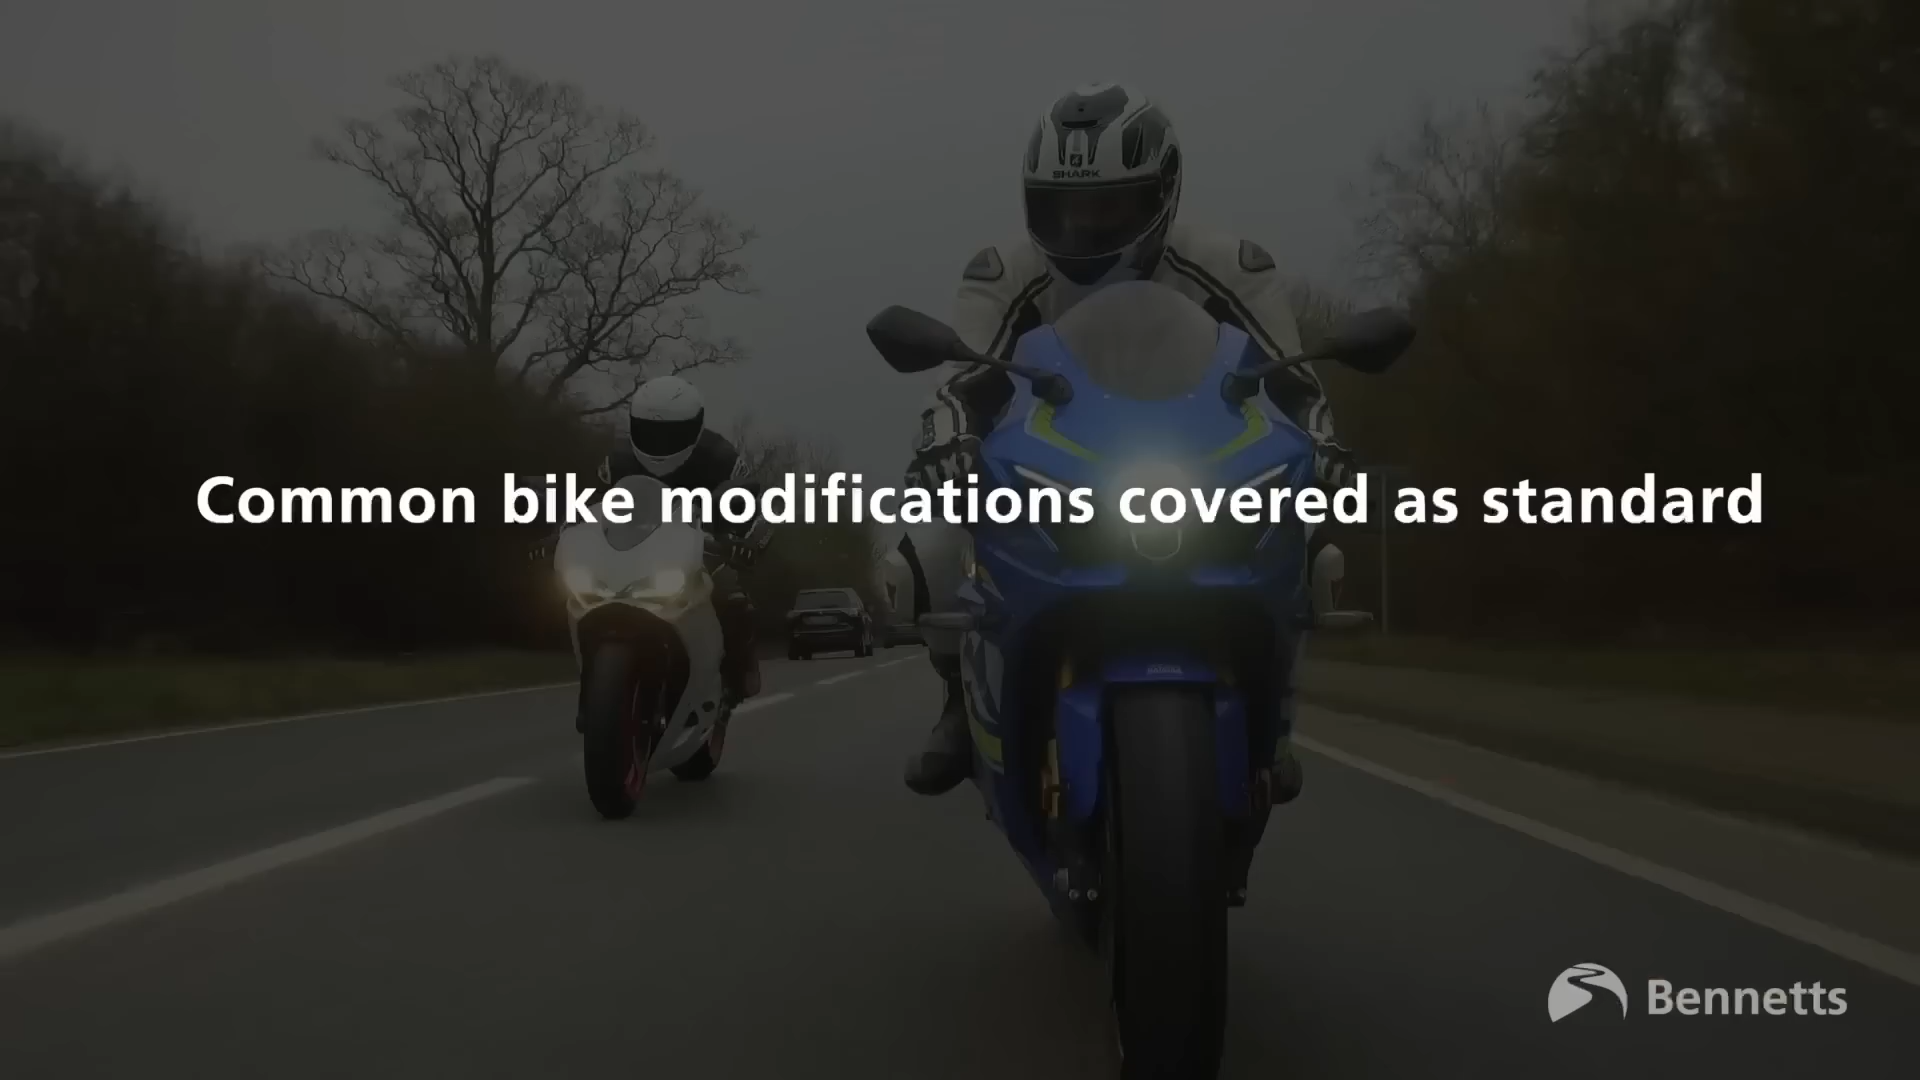 SHARK
Common bike modifications covered as standard
Bennetts